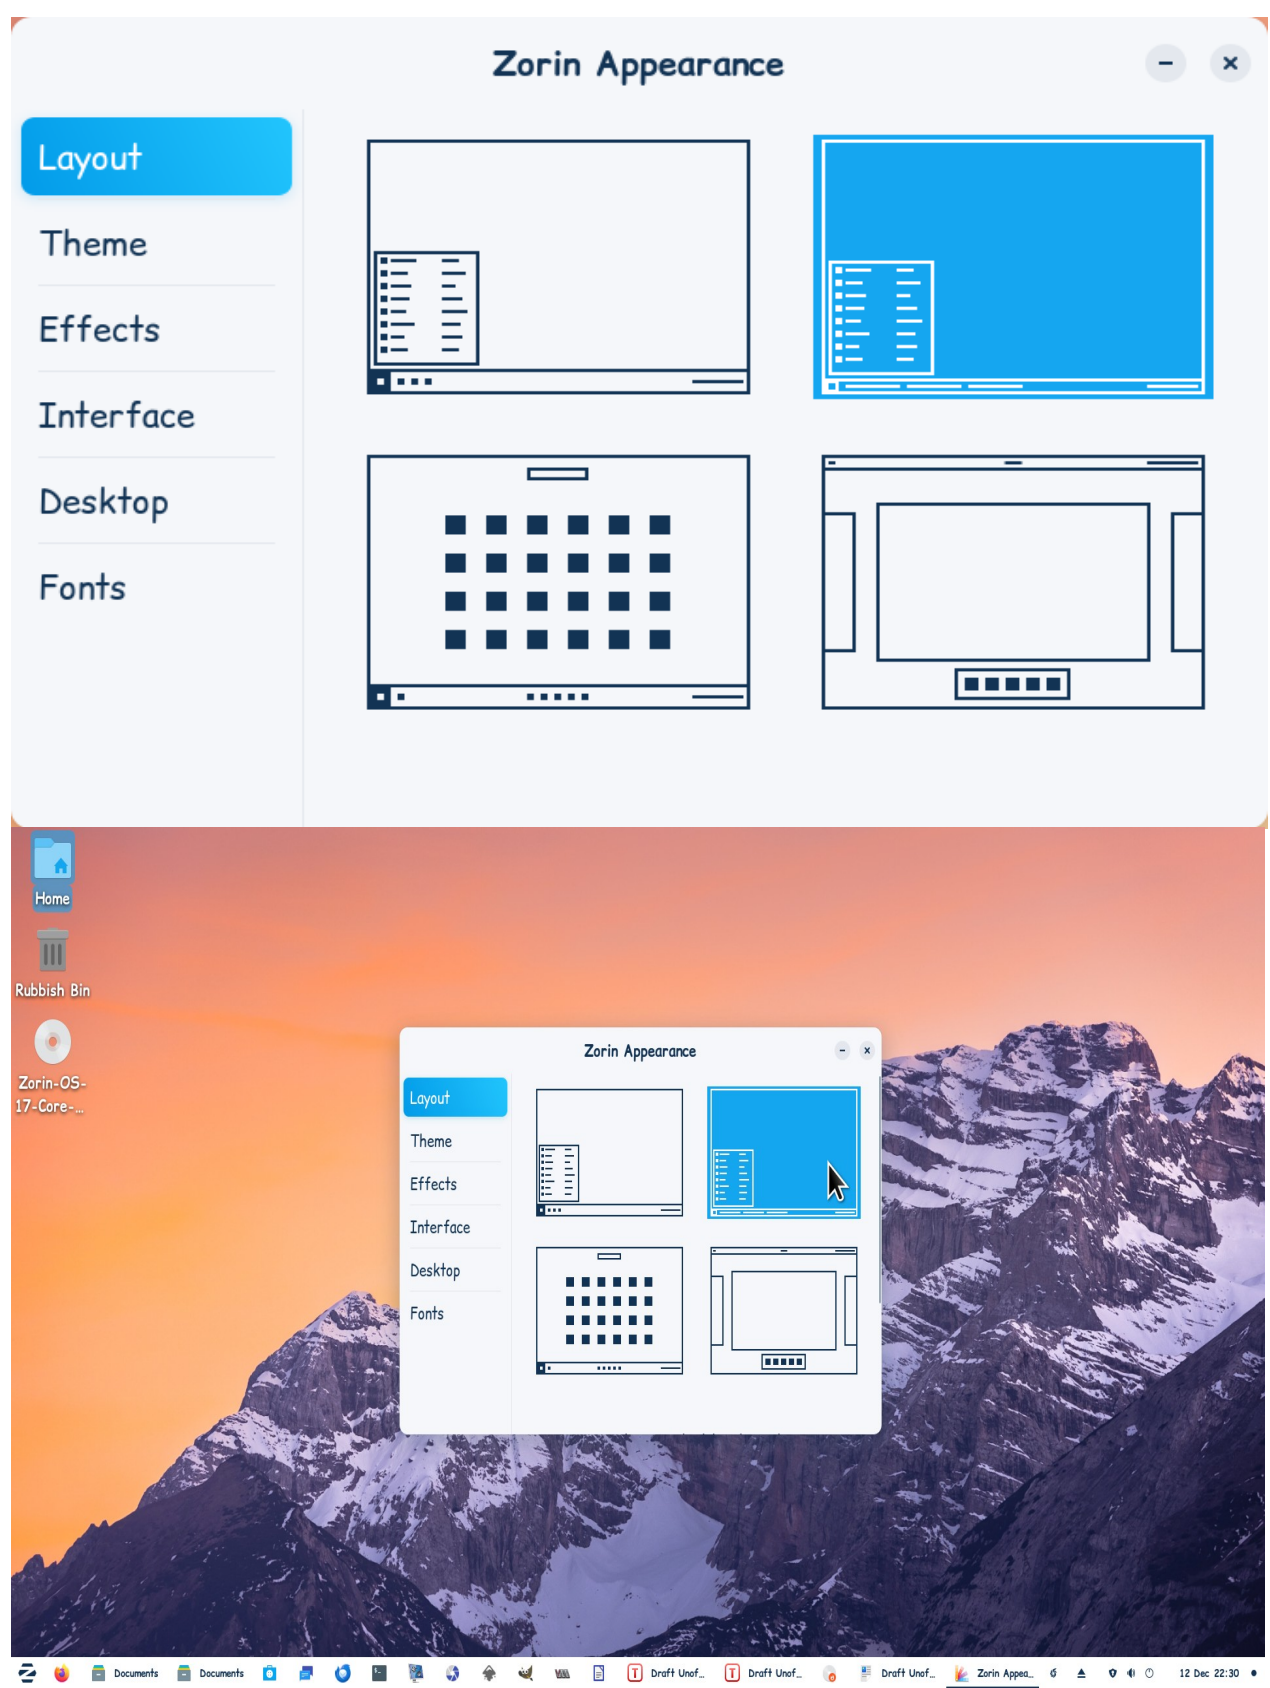 Zorin Appearance
Layout
Theme
Effects
Interface
Desktop
Fonts
Home
Rubbish Bin
Zorin-OS-
17-Core-...
Zorin Appearance
Layout
Theme
Effects
Interface
Desktop
Fonts
Documents Documents T Draft Unof... T Draft Unof... Draft Unof... Zorin Appea... 12 Dec 22:30